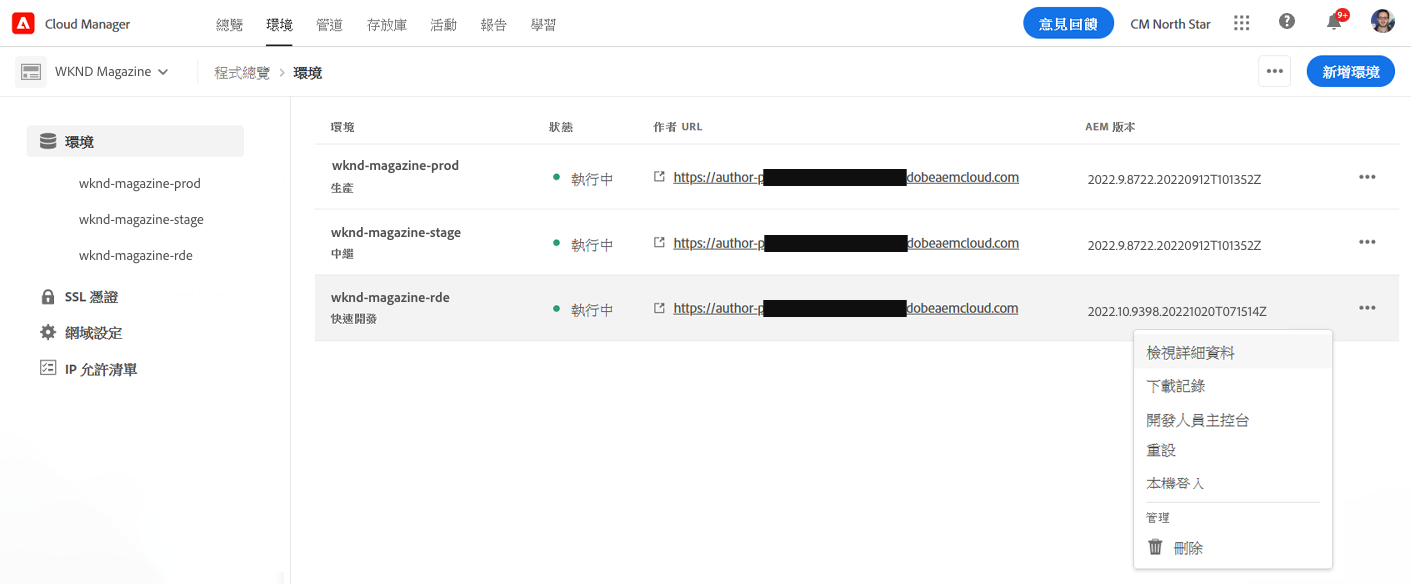 Cloud Manager 總覽 環境 管道 存放庫 活動 報告 學習 意見回饋 CM North Star 9+
WKND Magazine 程式總覽 > 環境 ••• 新增環境
環境
wknd-magazine-prod
wknd-magazine-stage
wknd-magazine-rde
SSL 憑證
網域設定
IP 允許清單
環境 狀態 作者 URL AEM 版本
wknd-magazine-prod
生產
執行中 https://author-p dobeaemcloud.com 2022.9.8722.20220912T101352Z
wknd-magazine-stage
中繼
執行中 https://author-p dobeaemcloud.com 2022.9.8722.20220912T101352Z
wknd-magazine-rde
快速開發
執行中 https://author-p dobeaemcloud.com 2022.10.9398.20221020T071514Z
檢視詳細資料
下載記錄
開發人員主控台
重設
本機登入
管理
刪除